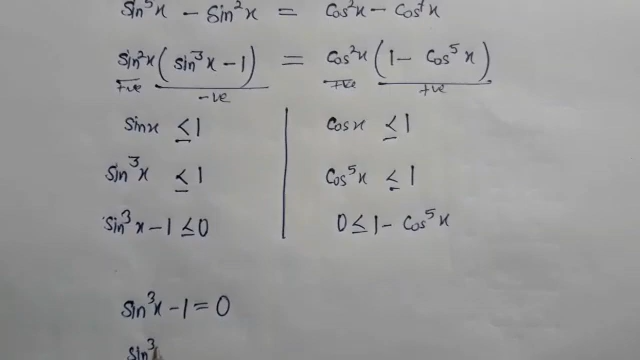 sin⁵x − sin²x = cos²x − cos⁷x
sin²x (sin³x − 1) = cos²x (1 − cos⁵x)
+ve −ve +ve +ve
sinx ≤ 1 cosx ≤ 1
sin³x ≤ 1 cos⁵x ≤ 1
sin³x − 1 ≤ 0 0 ≤ 1 − cos⁵x
sin³x − 1 = 0
sin³